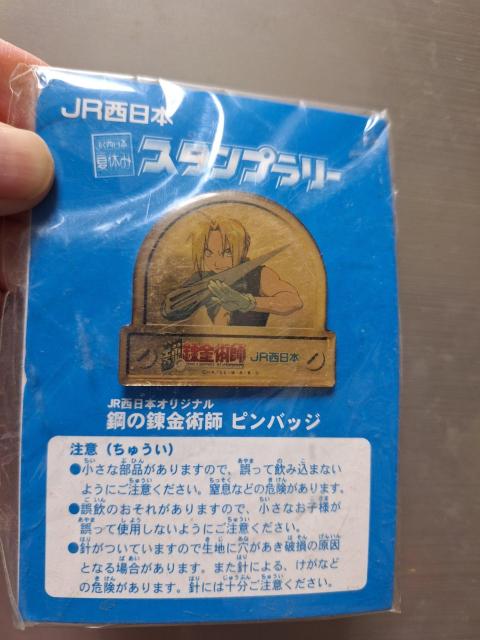 JR西日本
夏休み
スタンプラリー
鋼の錬金術師 JR西日本
JR西日本オリジナル
鋼の錬金術師 ピンバッジ
注意(ちゅうい)
●小さな部品がありますので、誤って飲み込まない
ようにご注意ください。窒息などの危険があります。
●誤飲のおそれがありますので、小さなお子様が
誤って使用しないようにご注意ください。
●針がついていますので生地に穴があき破損の原因
となる場合があります。また針による、けがなど
の危険があります。針には十分ご注意ください。